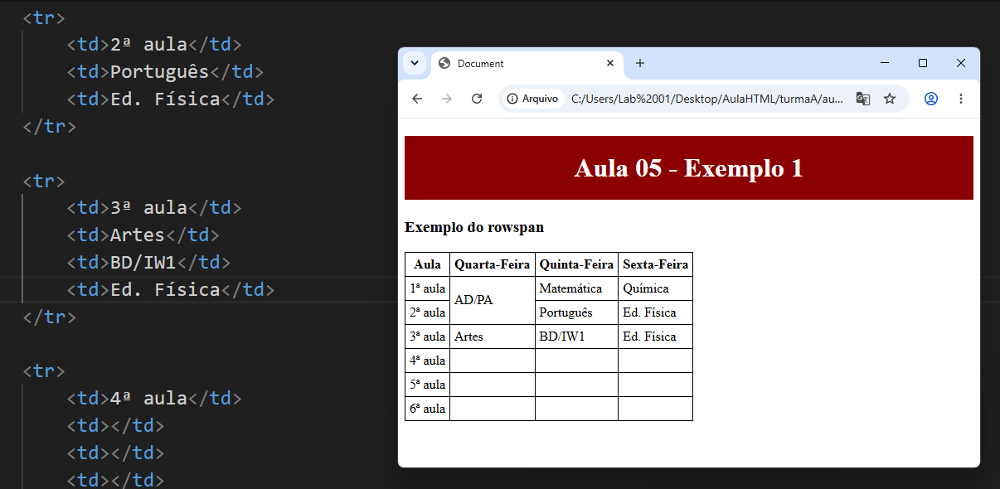 <tr>
<td>2ª aula</td>
<td>Português</td>
<td>Ed. Física</td>
</tr>
<tr>
<td>3ª aula</td>
<td>Artes</td>
<td>BD/IW1</td>
<td>Ed. Física</td>
</tr>
<tr>
<td>4ª aula</td>
<td></td>
<td></td>
<td></td>
Document
Arquivo C:/Users/Lab%2001/Desktop/AulaHTML/turmaA/au...
Aula 05 - Exemplo 1
Exemplo do rowspan
Aula Quarta-Feira Quinta-Feira Sexta-Feira
1ª aula AD/PA Matemática Química
2ª aula Português Ed. Física
3ª aula Artes BD/IW1 Ed. Física
4ª aula
5ª aula
6ª aula